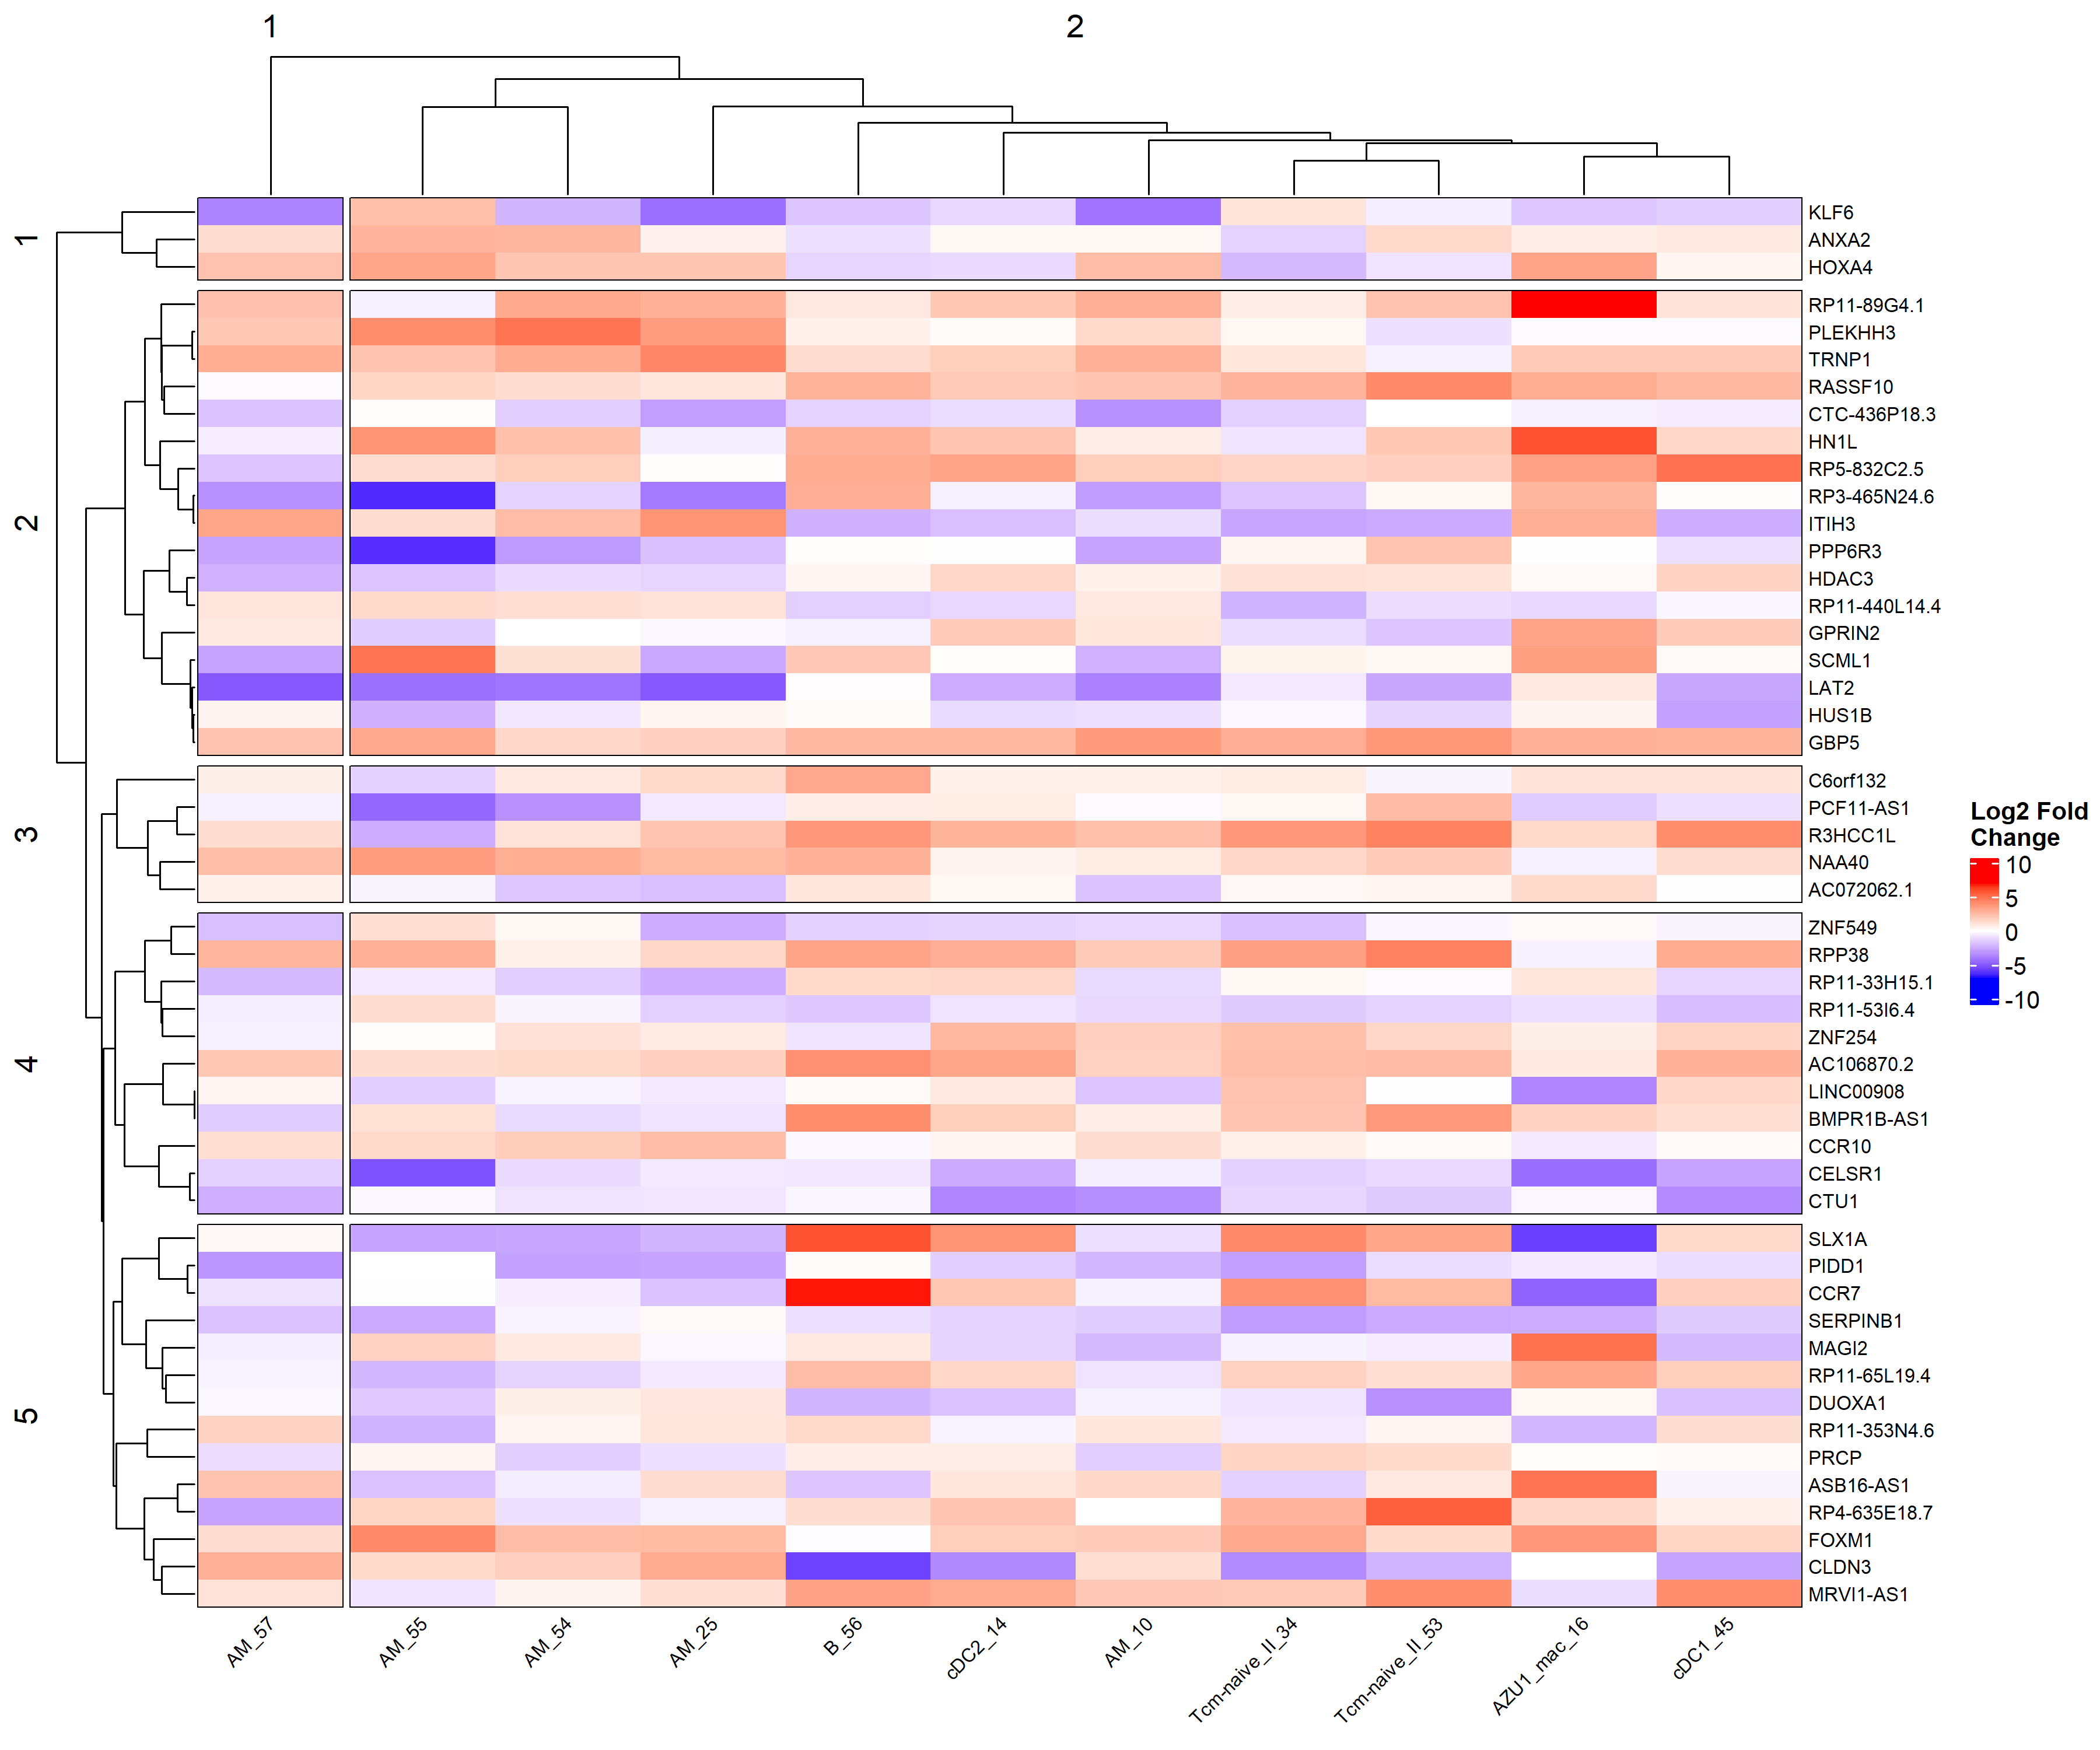 1
2
1
2
3
4
5
KLF6
ANXA2
HOXA4
RP11-89G4.1
PLEKHH3
TRNP1
RASSF10
CTC-436P18.3
HN1L
RP5-832C2.5
RP3-465N24.6
ITIH3
PPP6R3
HDAC3
RP11-440L14.4
GPRIN2
SCML1
LAT2
HUS1B
GBP5
C6orf132
PCF11-AS1
R3HCC1L
NAA40
AC072062.1
ZNF549
RPP38
RP11-33H15.1
RP11-53I6.4
ZNF254
AC106870.2
LINC00908
BMPR1B-AS1
CCR10
CELSR1
CTU1
SLX1A
PIDD1
CCR7
SERPINB1
MAGI2
RP11-65L19.4
DUOXA1
RP11-353N4.6
PRCP
ASB16-AS1
RP4-635E18.7
FOXM1
CLDN3
MRVI1-AS1
AM_57
AM_55
AM_54
AM_25
B_56
cDC2_14
AM_10
Tcm-naive_II_34
Tcm-naive_II_53
AZU1_mac_16
cDC1_45
Log2 Fold
Change
10
5
0
-5
-10